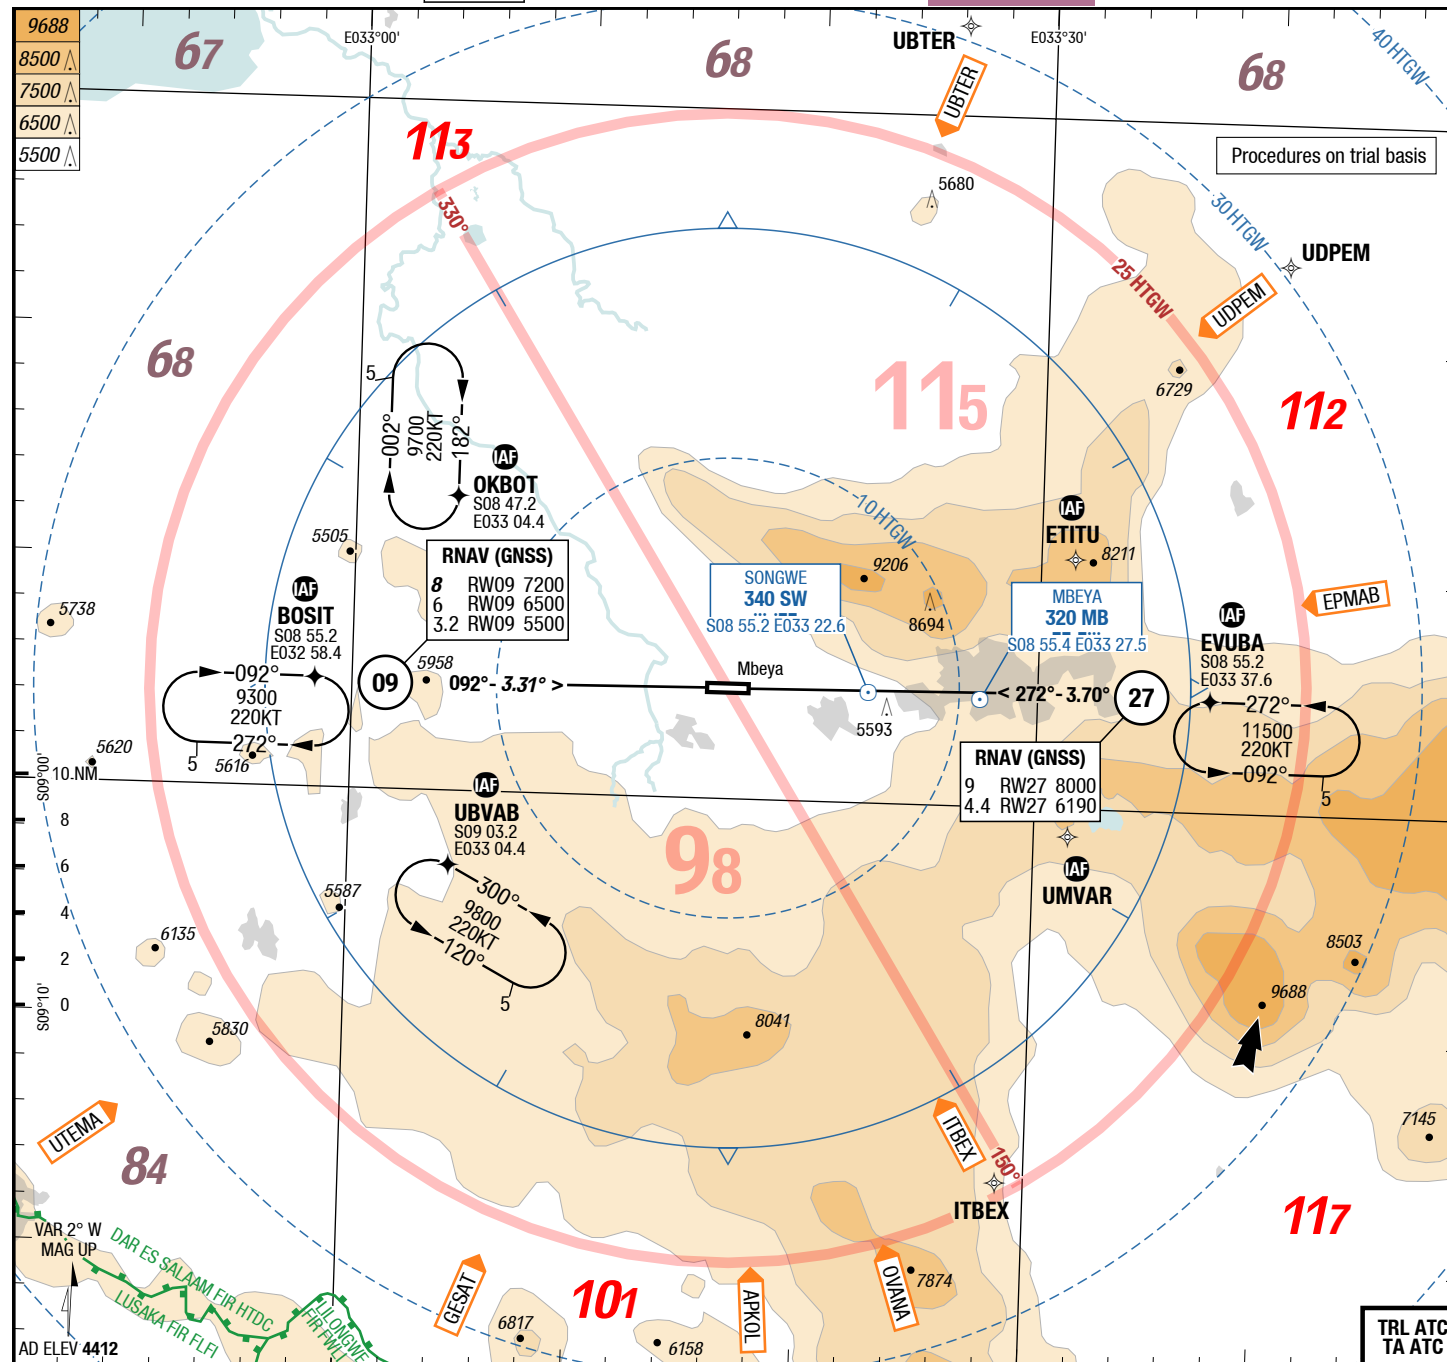 9688
8500
7500
6500
5500
67
68
68
E033°00'
E033°30'
UBTER
UBTER
40 HTGW
113
Procedures on trial basis
5680
330°
30 HTGW
UDPEM
UDPEM
25 HTGW
68
115
6729
112
5
002°
9700
220KT
182°
IAF
OKBOT
S08 47.2
E033 04.4
10 HTGW
IAF
ETITU
8211
5505
RNAV (GNSS)
8 RW09 7200
6 RW09 6500
3.2 RW09 5500
9206
8694
SONGWE
340 SW
S08 55.2 E033 22.6
MBEYA
320 MB
S08 55.4 E033 27.5
EPMAB
5738
IAF
BOSIT
S08 55.2
E032 58.4
IAF
EVUBA
S08 55.2
E033 37.6
092°
9300
220KT
272°
5
5616
09
5958
092°- 3.31° >
Mbeya
5593
< 272°- 3.70°
27
272°
11500
220KT
092°
5
5620
S09°00'
10 NM
8
6
4
2
0
S09°10'
RNAV (GNSS)
9 RW27 8000
4.4 RW27 6190
IAF
UBVAB
S09 03.2
E033 04.4
98
300°
9800
220KT
120°
5
IAF
UMVAR
5587
6135
5830
8041
8503
9688
7145
UTEMA
84
ITBEX
150°
ITBEX
117
VAR 2° W
MAG UP
DAR ES SALAAM FIR HTDC
LUSAKA FIR FLFI
LILONGWE
FIR FWLL
GESAT
101
APKOL
OVANA
7874
6817
6158
AD ELEV 4412
TRL ATC
TA ATC